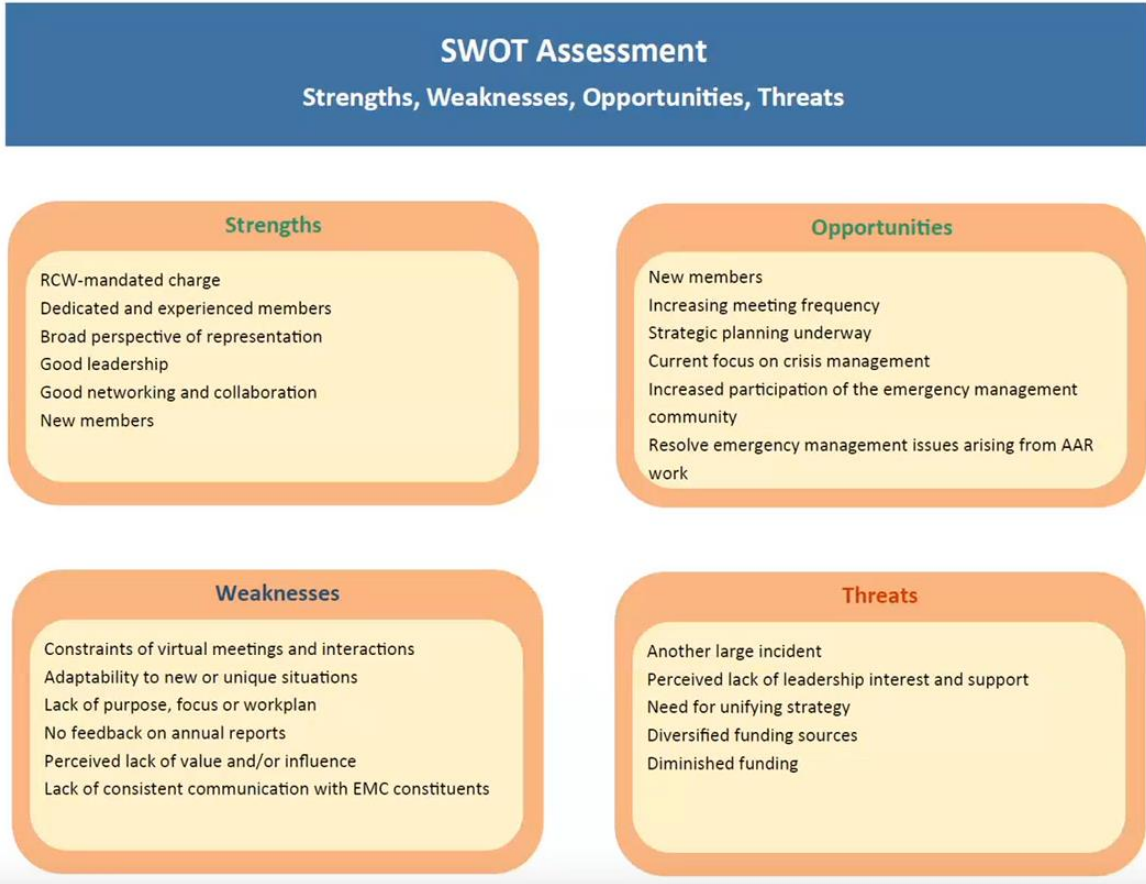 SWOT Assessment
Strengths, Weaknesses, Opportunities, Threats
Strengths
RCW-mandated charge
Dedicated and experienced members
Broad perspective of representation
Good leadership
Good networking and collaboration
New members
Opportunities
New members
Increasing meeting frequency
Strategic planning underway
Current focus on crisis management
Increased participation of the emergency management
community
Resolve emergency management issues arising from AAR
work
Weaknesses
Constraints of virtual meetings and interactions
Adaptability to new or unique situations
Lack of purpose, focus or workplan
No feedback on annual reports
Perceived lack of value and/or influence
Lack of consistent communication with EMC constituents
Threats
Another large incident
Perceived lack of leadership interest and support
Need for unifying strategy
Diversified funding sources
Diminished funding